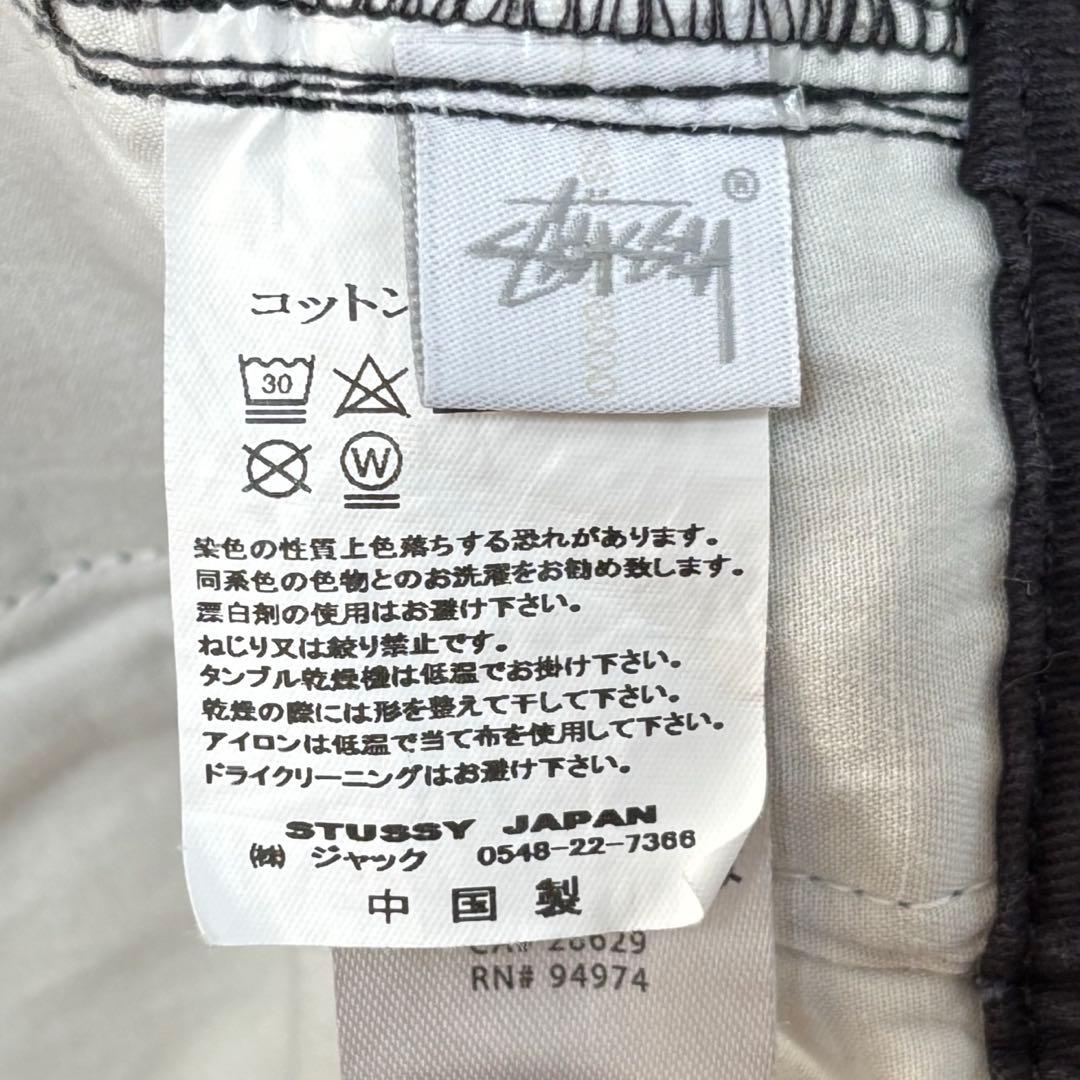 STÜSSY ®
コットン
30
W
染色の性質上色落ちする恐れがあります。
同系色の色物とのお洗濯をお勧め致します。
漂白剤の使用はお避け下さい。
ねじり又は絞り禁止です。
タンブル乾燥機は低温でお掛け下さい。
乾燥の際には形を整えて干して下さい。
アイロンは低温で当て布を使用して下さい。
ドライクリーニングはお避け下さい。
STUSSY JAPAN
㈱ ジャック 0548-22-7366
中国製
CA# 28629
RN# 94974